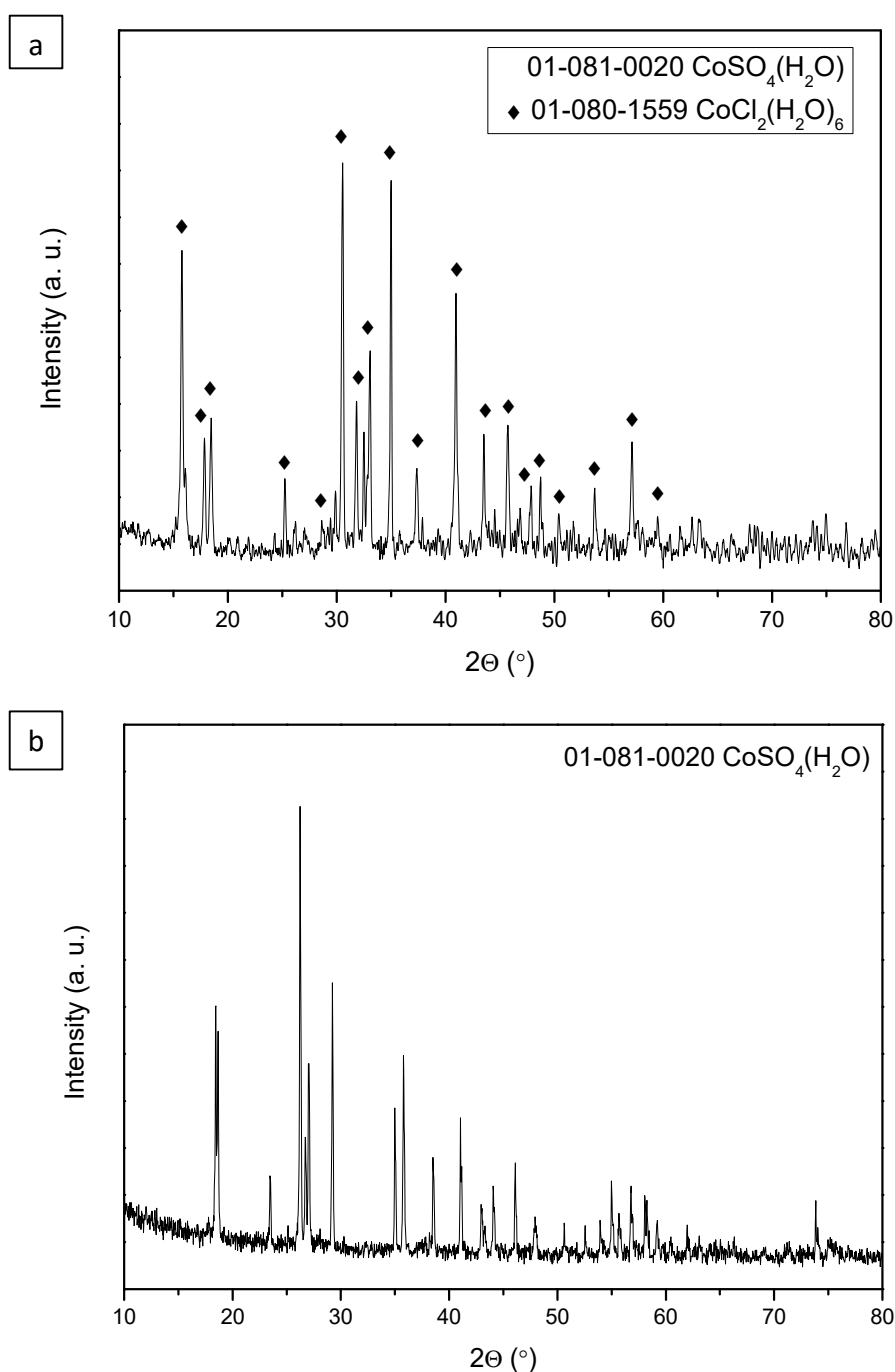 a
01-081-0020 CoSO4(H2O)
♦ 01-080-1559 CoCl2(H2O)6
Intensity (a. u.)
10 20 30 40 50 60 70 80
2Θ (°)
b
01-081-0020 CoSO4(H2O)
Intensity (a. u.)
10 20 30 40 50 60 70 80
2Θ (°)